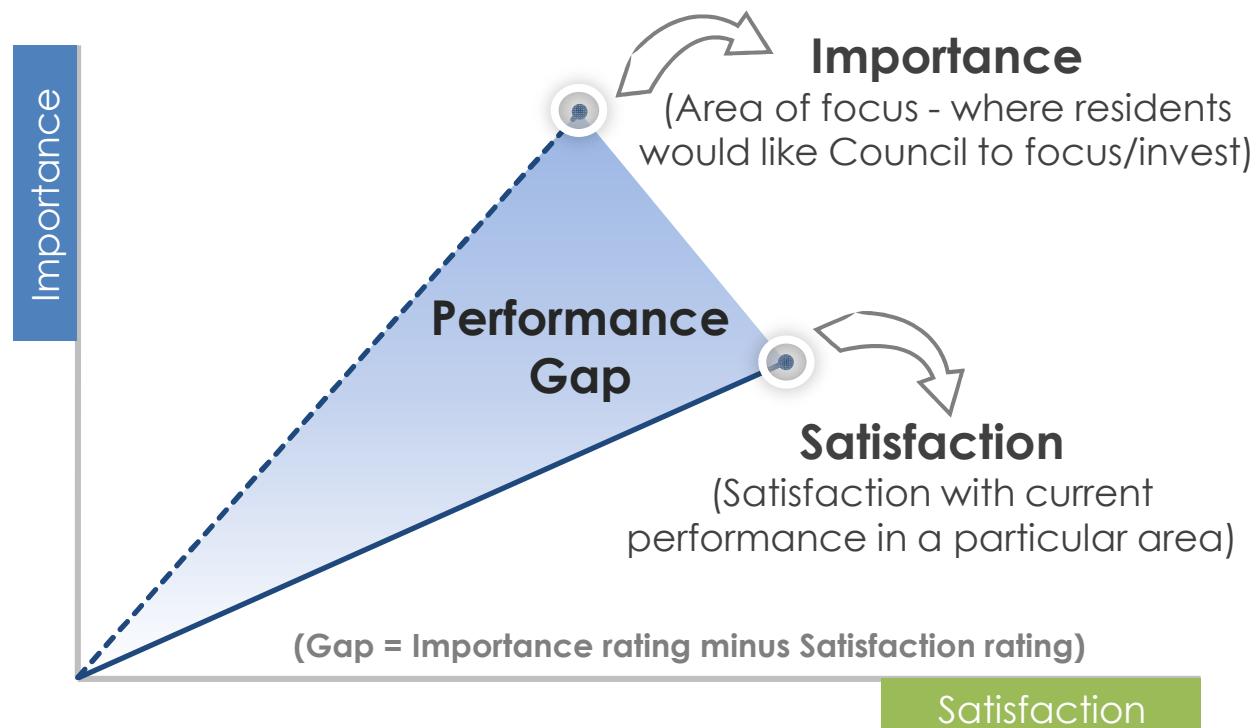 Importance
Importance
(Area of focus - where residents
would like Council to focus/invest)
Performance
Gap
Satisfaction
(Satisfaction with current
performance in a particular area)
(Gap = Importance rating minus Satisfaction rating)
Satisfaction